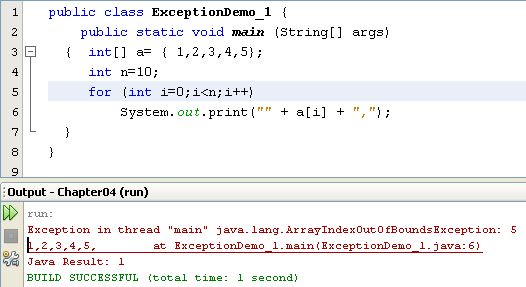 1 public class ExceptionDemo_1 {
2 public static void main (String[] args)
3 { int[] a= { 1,2,3,4,5};
4 int n=10;
5 for (int i=0;i<n;i++)
6 System.out.print("" + a[i] + ",");
7 }
8 }
9
Output - Chapter04 (run)
run:
Exception in thread "main" java.lang.ArrayIndexOutOfBoundsException: 5
1,2,3,4,5, at ExceptionDemo_1.main(ExceptionDemo_1.java:6)
Java Result: 1
BUILD SUCCESSFUL (total time: 1 second)